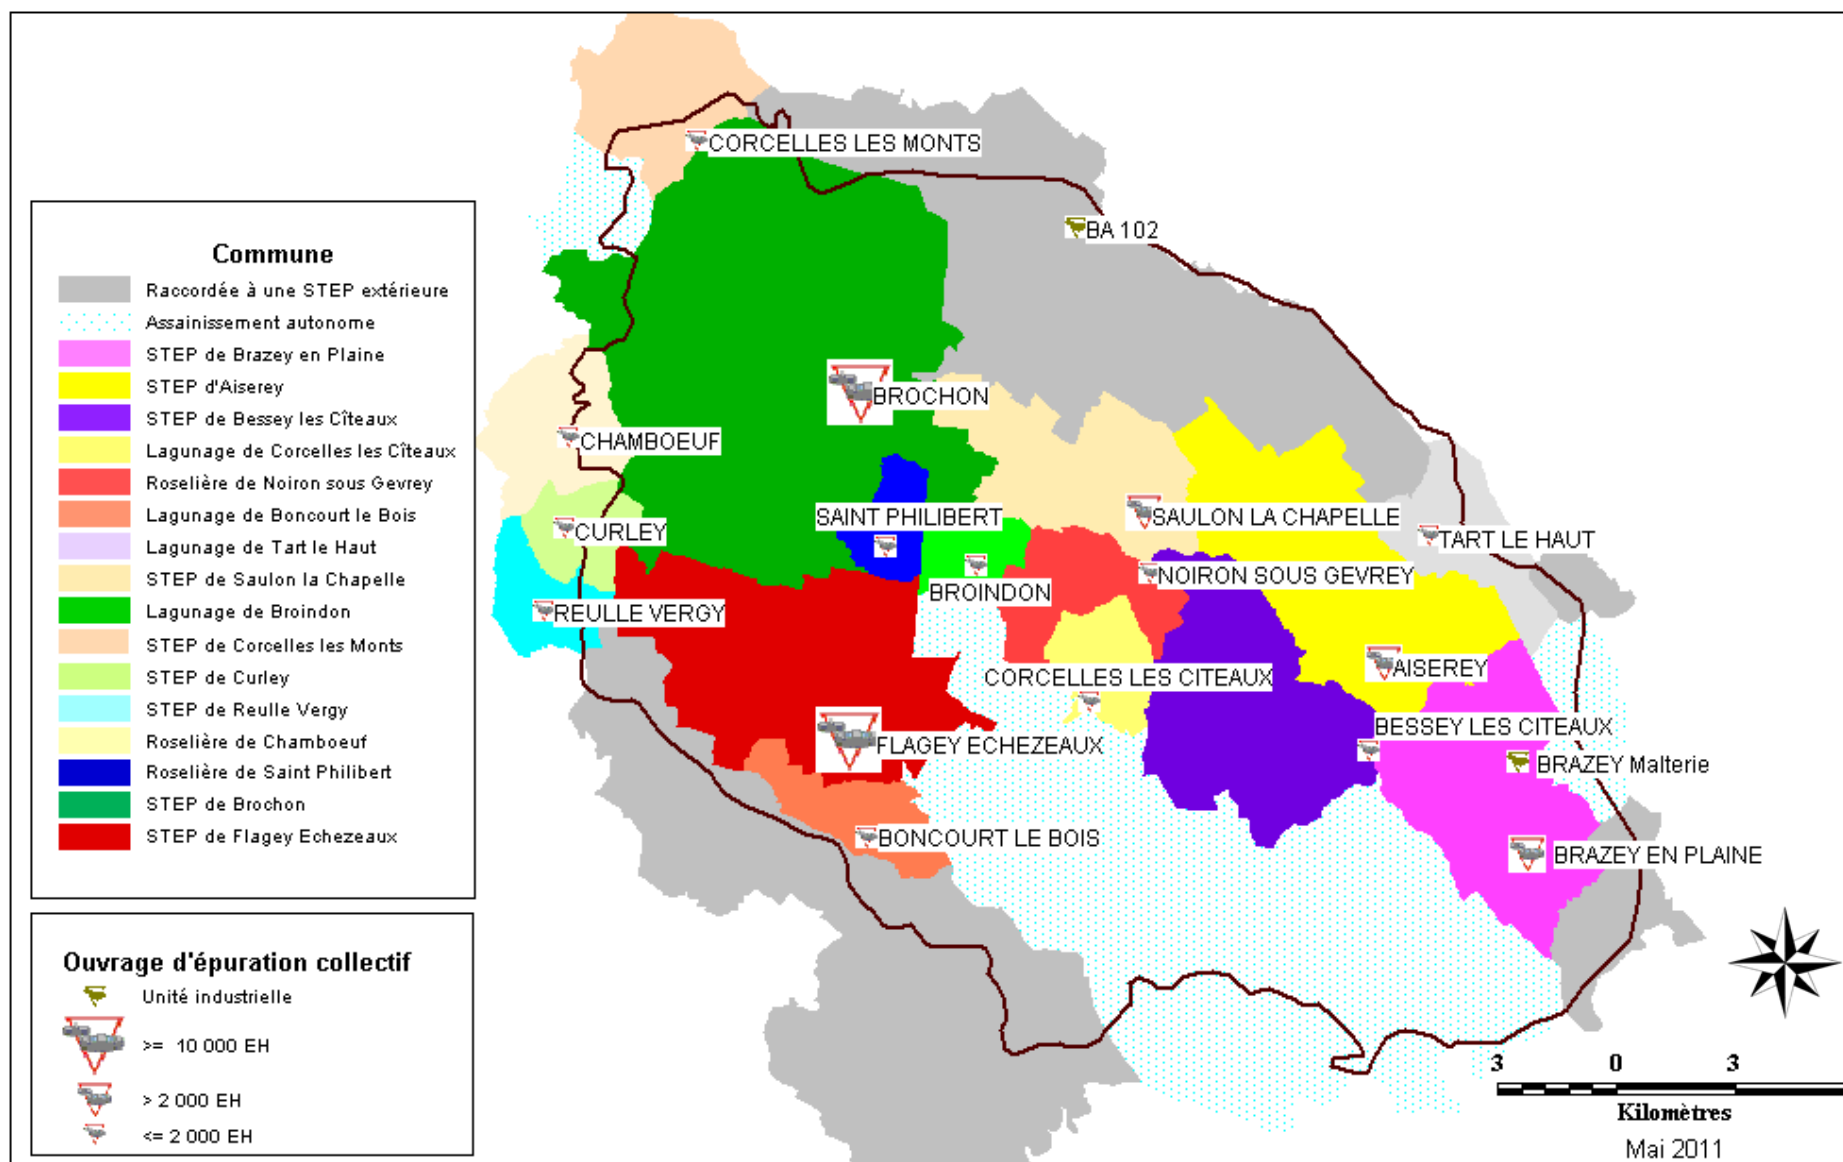 CORCELLES LES MONTS
BA 102
BROCHON
CHAMBOEUF
SAINT PHILIBERT
SAULON LA CHAPELLE
CURLEY
TART LE HAUT
NOIRON SOUS GEVREY
BROINDON
REULLE VERGY
AISEREY
CORCELLES LES CITEAUX
BESSEY LES CITEAUX
FLAGEY ECHEZEAUX
BRAZEY Malterie
BONCOURT LE BOIS
BRAZEY EN PLAINE
Commune
Raccordée à une STEP extérieure
Assainissement autonome
STEP de Brazey en Plaine
STEP d'Aiserey
STEP de Bessey les Cîteaux
Lagunage de Corcelles les Cîteaux
Roselière de Noiron sous Gevrey
Lagunage de Boncourt le Bois
Lagunage de Tart le Haut
STEP de Saulon la Chapelle
Lagunage de Broindon
STEP de Corcelles les Monts
STEP de Curley
STEP de Reulle Vergy
Roselière de Chamboeuf
Roselière de Saint Philibert
STEP de Brochon
STEP de Flagey Echezeaux
Ouvrage d'épuration collectif
Unité industrielle
>= 10 000 EH
> 2 000 EH
<= 2 000 EH
3 0 3
Kilomètres
Mai 2011